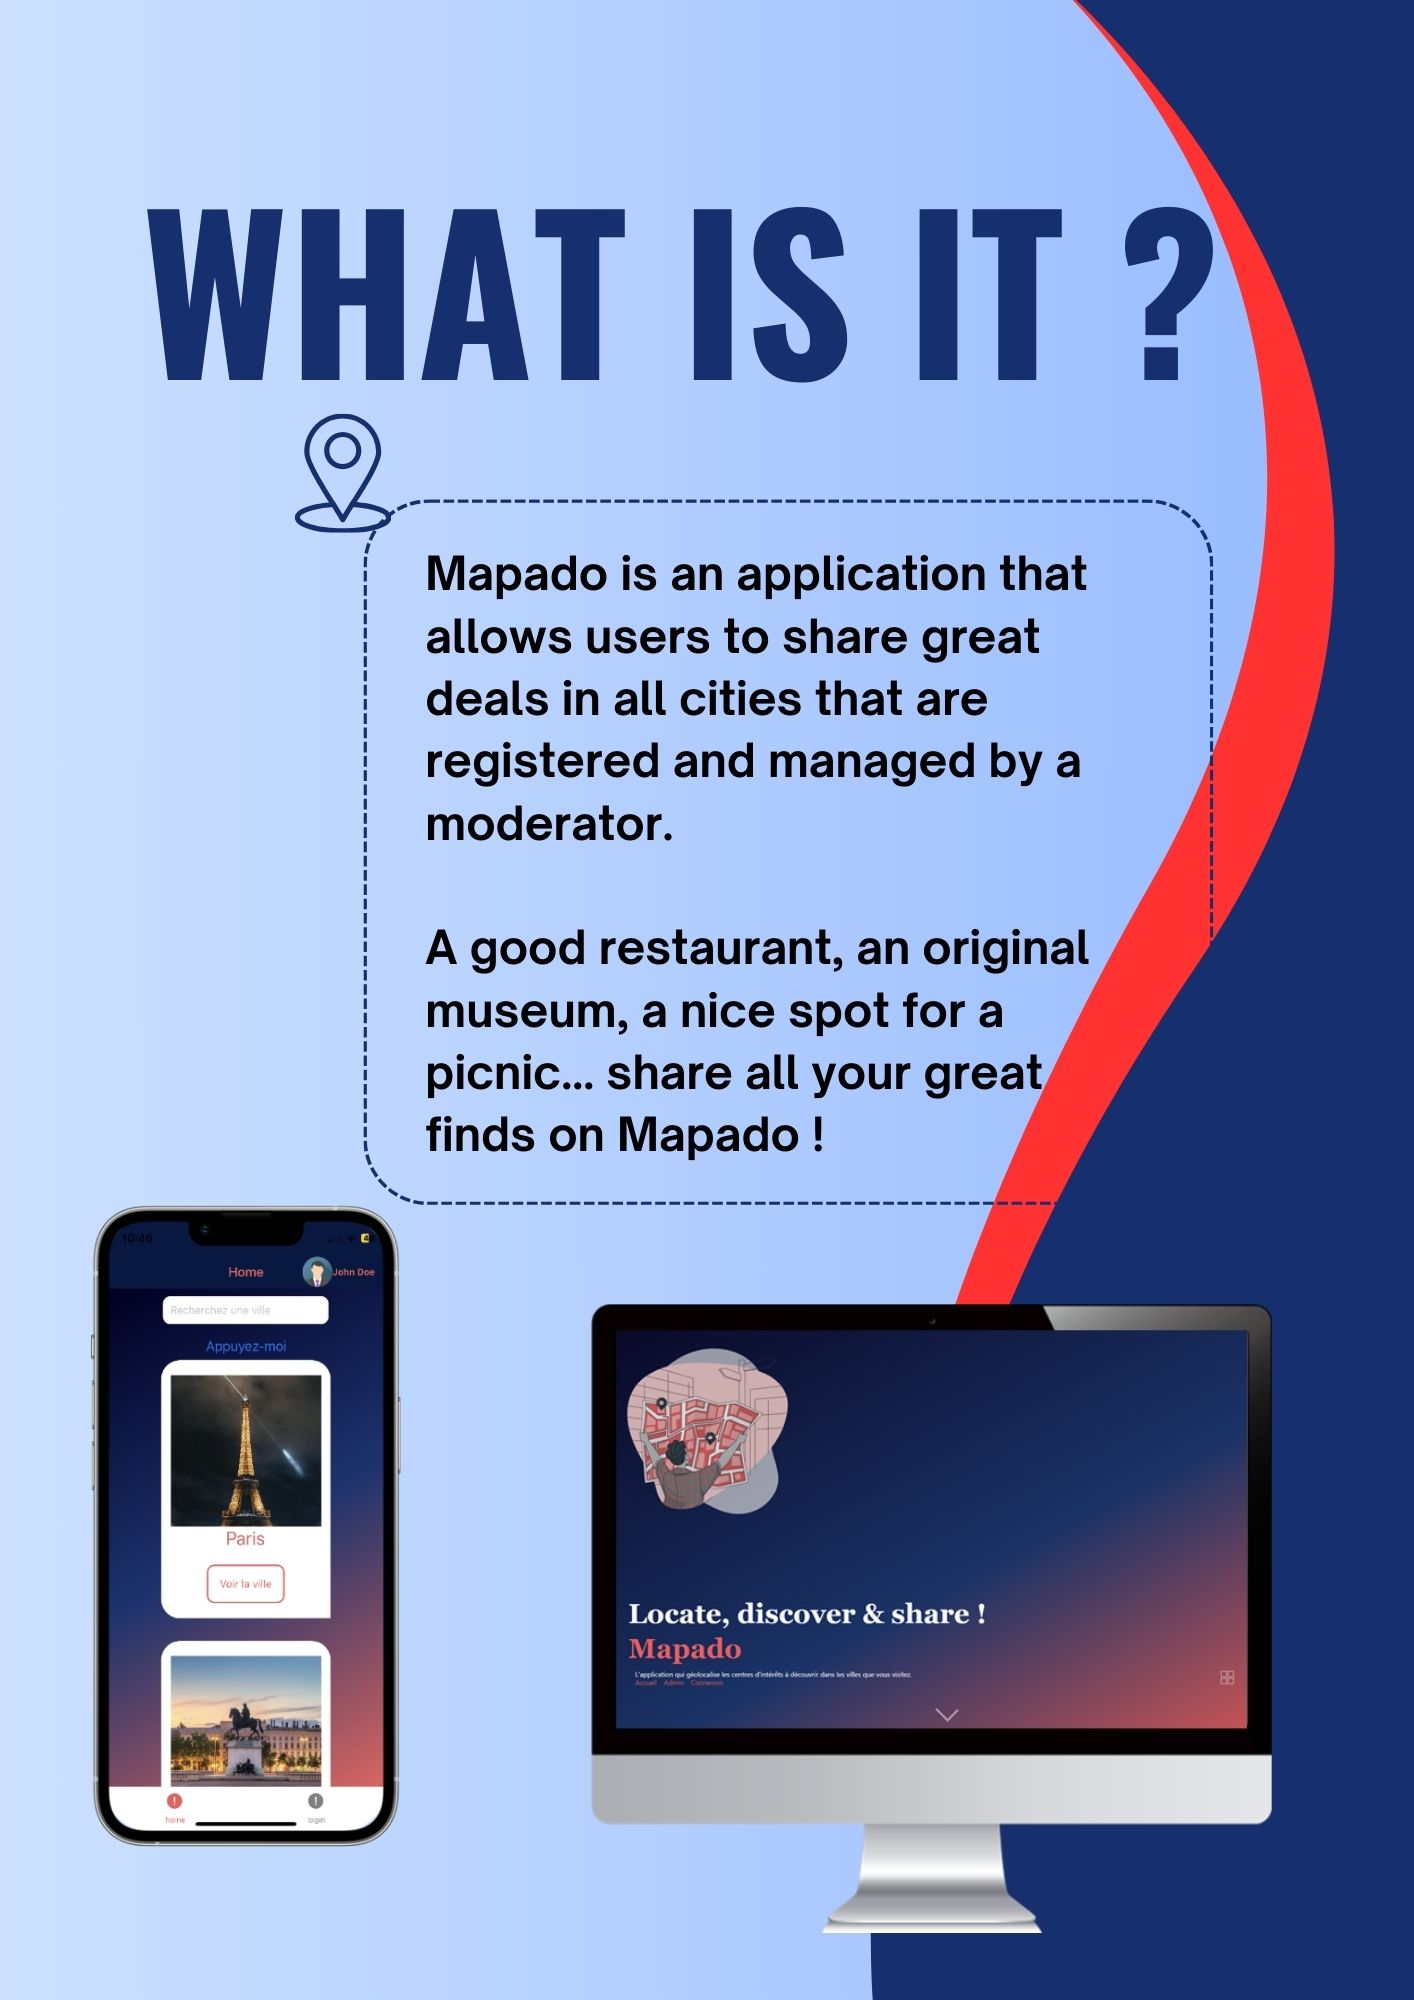 WHAT IS IT ?
Mapado is an application that
allows users to share great
deals in all cities that are
registered and managed by a
moderator.
A good restaurant, an original
museum, a nice spot for a
picnic... share all your great
finds on Mapado !
10:46
Home
John Doe
Recherchez une ville
Appuyez-moi
Paris
Voir la ville
home
login
Locate, discover & share !
Mapado
L'application qui géolocalise les centres d'intérêts à découvrir dans les villes que vous visitez.
Accueil Admin Connexion